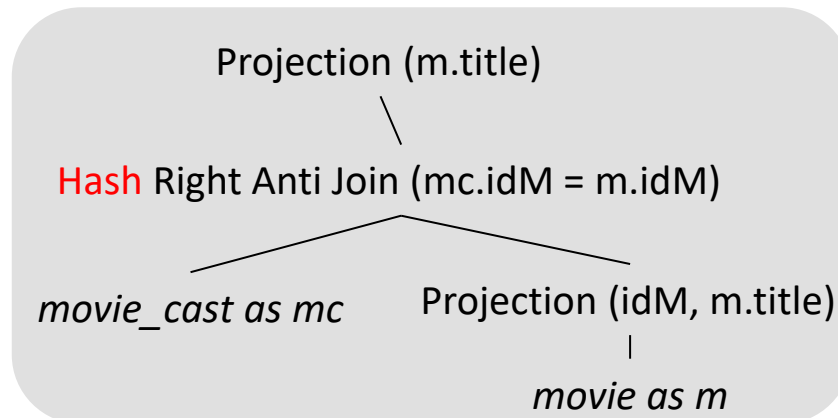 Projection (m.title)
Hash Right Anti Join (mc.idM = m.idM)
movie_cast as mc
Projection (idM, m.title)
movie as m